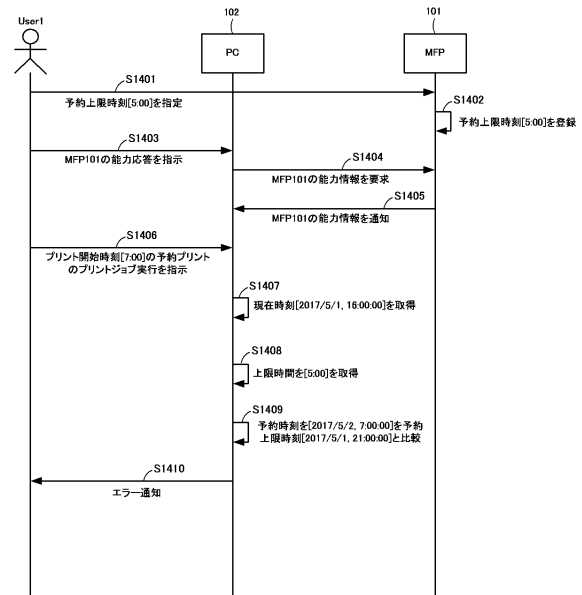 User1
102
101
PC
MFP
S1401
予約上限時刻[5:00]を指定
S1402
予約上限時刻[5:00]を登録
S1403
MFP101の能力応答を指示
S1404
MFP101の能力情報を要求
S1405
MFP101の能力情報を通知
S1406
プリント開始時刻[7:00]の予約プリント
のプリントジョブ実行を指示
S1407
現在時刻[2017/5/1, 16:00:00]を取得
S1408
上限時間を[5:00]を取得
S1409
予約時刻を[2017/5/2, 7:00:00]を予約
上限時刻[2017/5/1, 21:00:00]と比較
S1410
エラー通知